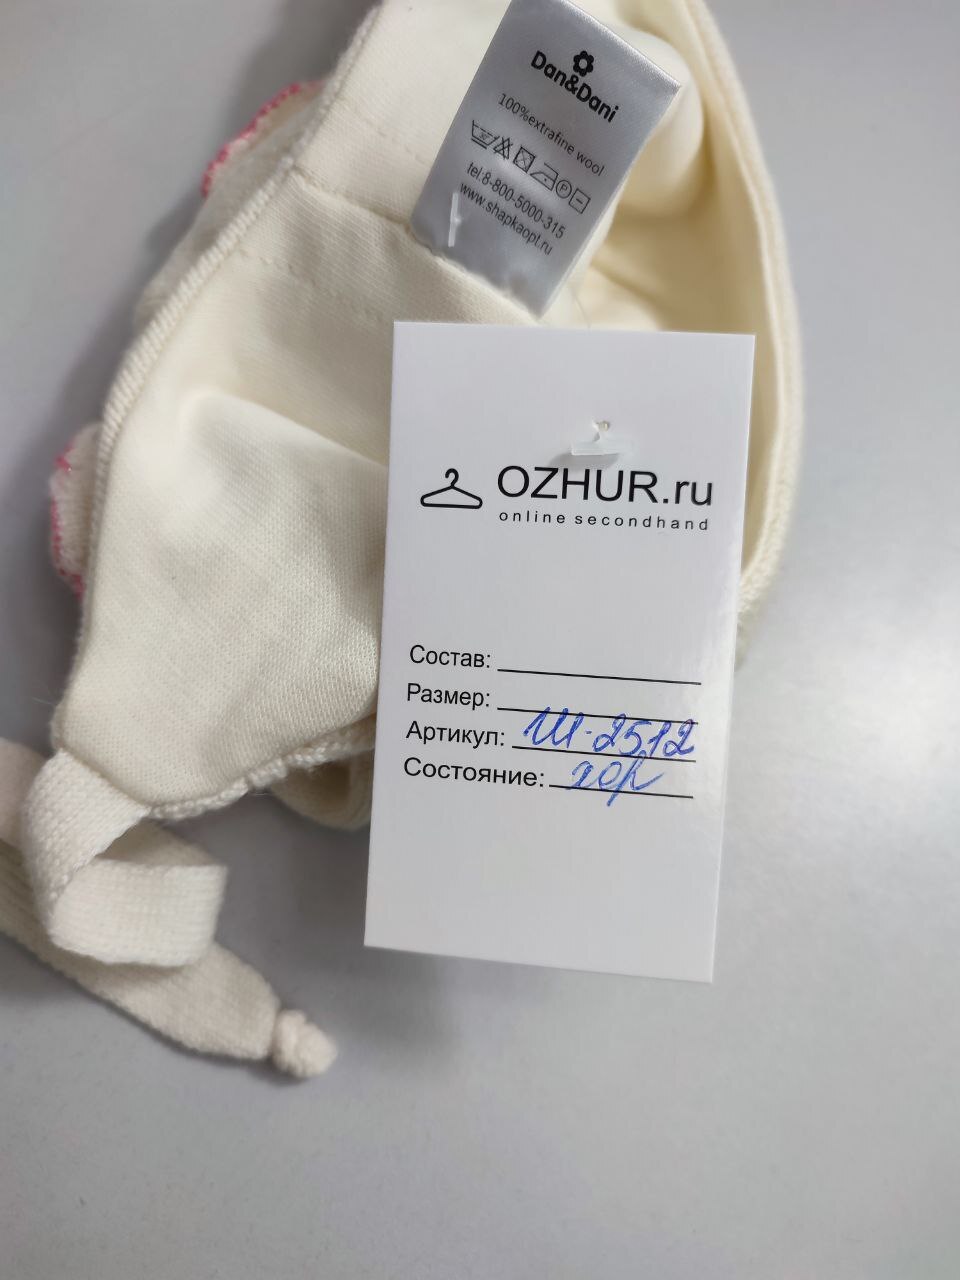 Dan&Dani
100%extrafine wool
tel.8-800-5000-315
www.shapkaopt.ru
OZHUR.ru
online secondhand
Состав:
Размер:
Артикул: Ш-2512
Состояние: хор